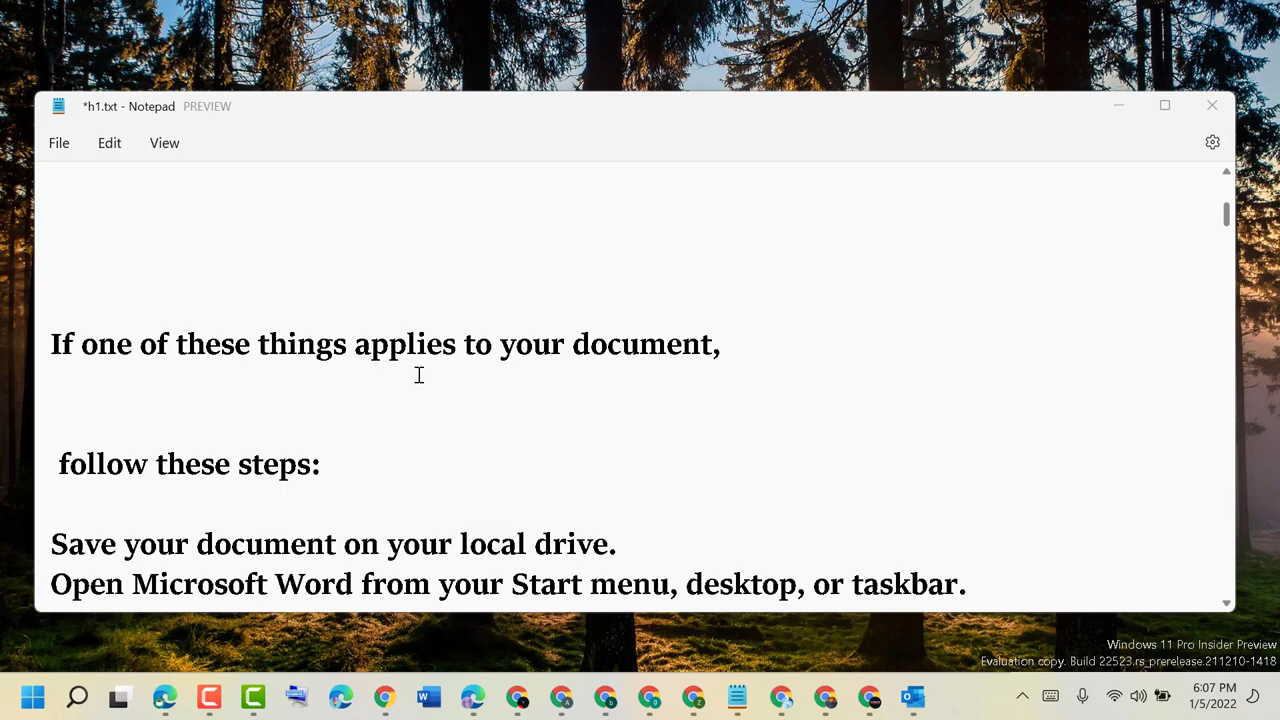 *h1.txt - Notepad PREVIEW
File Edit View
If one of these things applies to your document,
follow these steps:
Save your document on your local drive.
Open Microsoft Word from your Start menu, desktop, or taskbar.
Windows 11 Pro Insider Preview
Evaluation copy. Build 22523.rs_prerelease.211210-1418
6:07 PM
1/5/2022